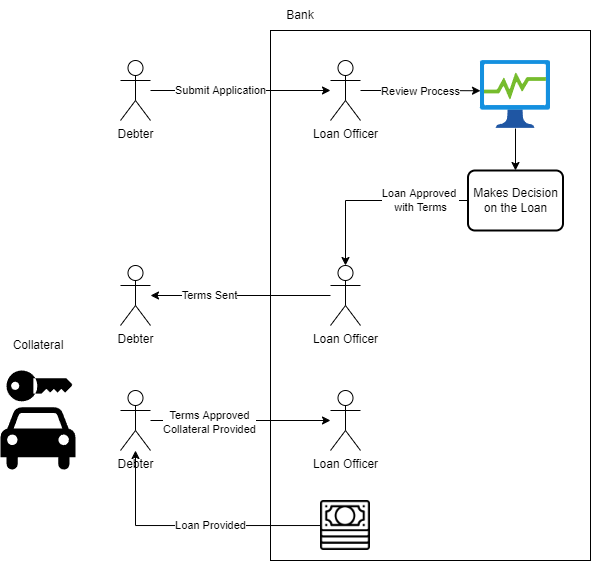 Bank
Submit Application
Review Process
Debter
Loan Officer
Makes Decision
on the Loan
Loan Approved
with Terms
Terms Sent
Debter
Loan Officer
Collateral
Terms Approved
Collateral Provided
Debter
Loan Officer
Loan Provided